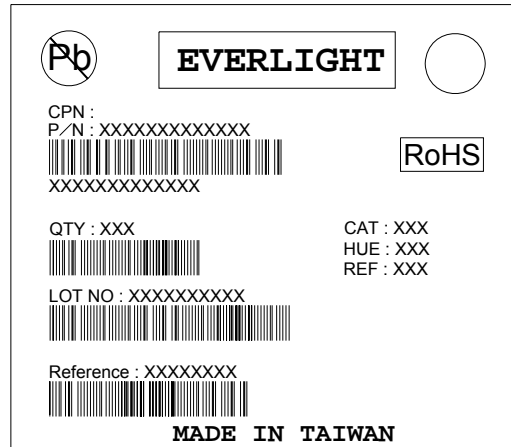 Pb
EVERLIGHT
CPN :
P/N : XXXXXXXXXXXXX
RoHS
XXXXXXXXXXXXX
QTY : XXX
CAT : XXX
HUE : XXX
REF : XXX
LOT NO : XXXXXXXXXX
Reference : XXXXXXXX
MADE IN TAIWAN